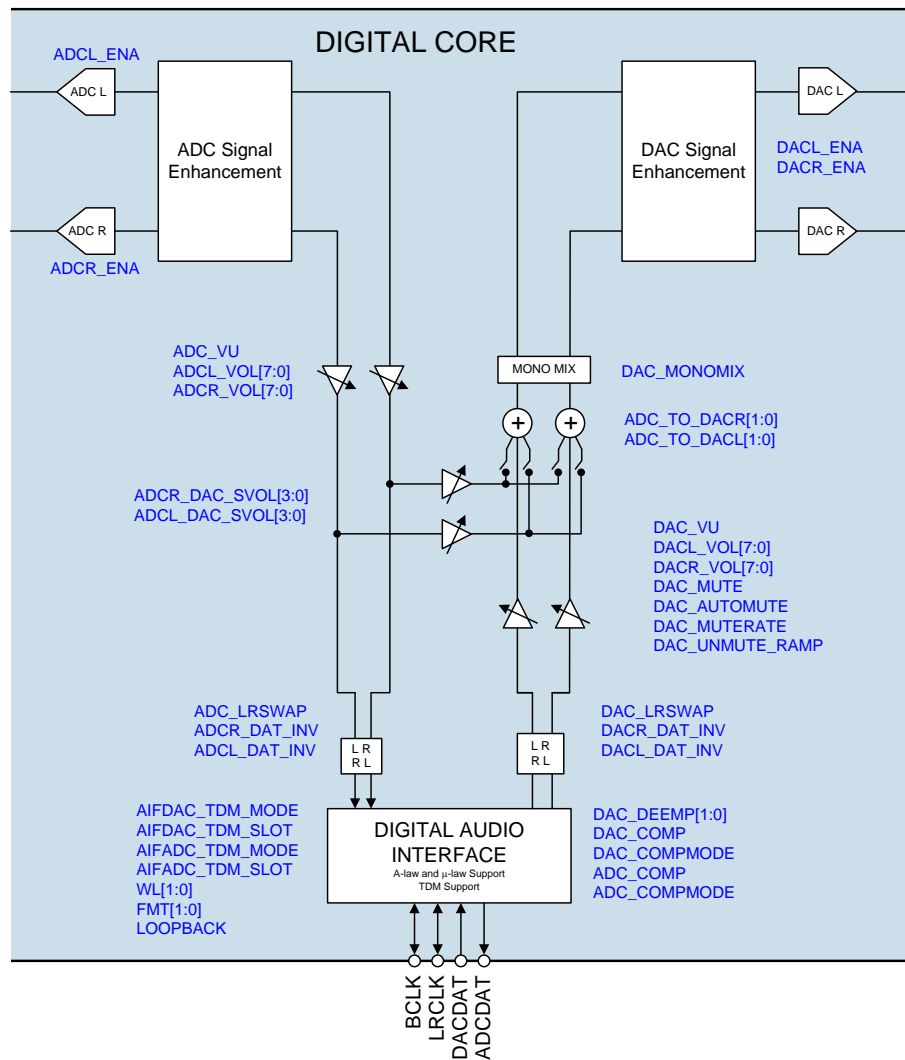 DIGITAL CORE
ADCL_ENA
ADC L
ADC Signal
Enhancement
ADC R
ADCR_ENA
DAC Signal
Enhancement
DAC L
DACL_ENA
DACR_ENA
DAC R
ADC_VU
ADCL_VOL[7:0]
ADCR_VOL[7:0]
MONO MIX
DAC_MONOMIX
+
+
ADC_TO_DACR[1:0]
ADC_TO_DACL[1:0]
ADCR_DAC_SVOL[3:0]
ADCL_DAC_SVOL[3:0]
DAC_VU
DACL_VOL[7:0]
DACR_VOL[7:0]
DAC_MUTE
DAC_AUTOMUTE
DAC_MUTERATE
DAC_UNMUTE_RAMP
ADC_LRSWAP
ADCR_DAT_INV
ADCL_DAT_INV
L R
R L
L R
R L
DAC_LRSWAP
DACR_DAT_INV
DACL_DAT_INV
AIFDAC_TDM_MODE
AIFDAC_TDM_SLOT
AIFADC_TDM_MODE
AIFADC_TDM_SLOT
WL[1:0]
FMT[1:0]
LOOPBACK
DIGITAL AUDIO
INTERFACE
A-law and µ-law Support
TDM Support
DAC_DEEMP[1:0]
DAC_COMP
DAC_COMPMODE
ADC_COMP
ADC_COMPMODE
BCLK
LRCLK
DACDAT
ADCDAT